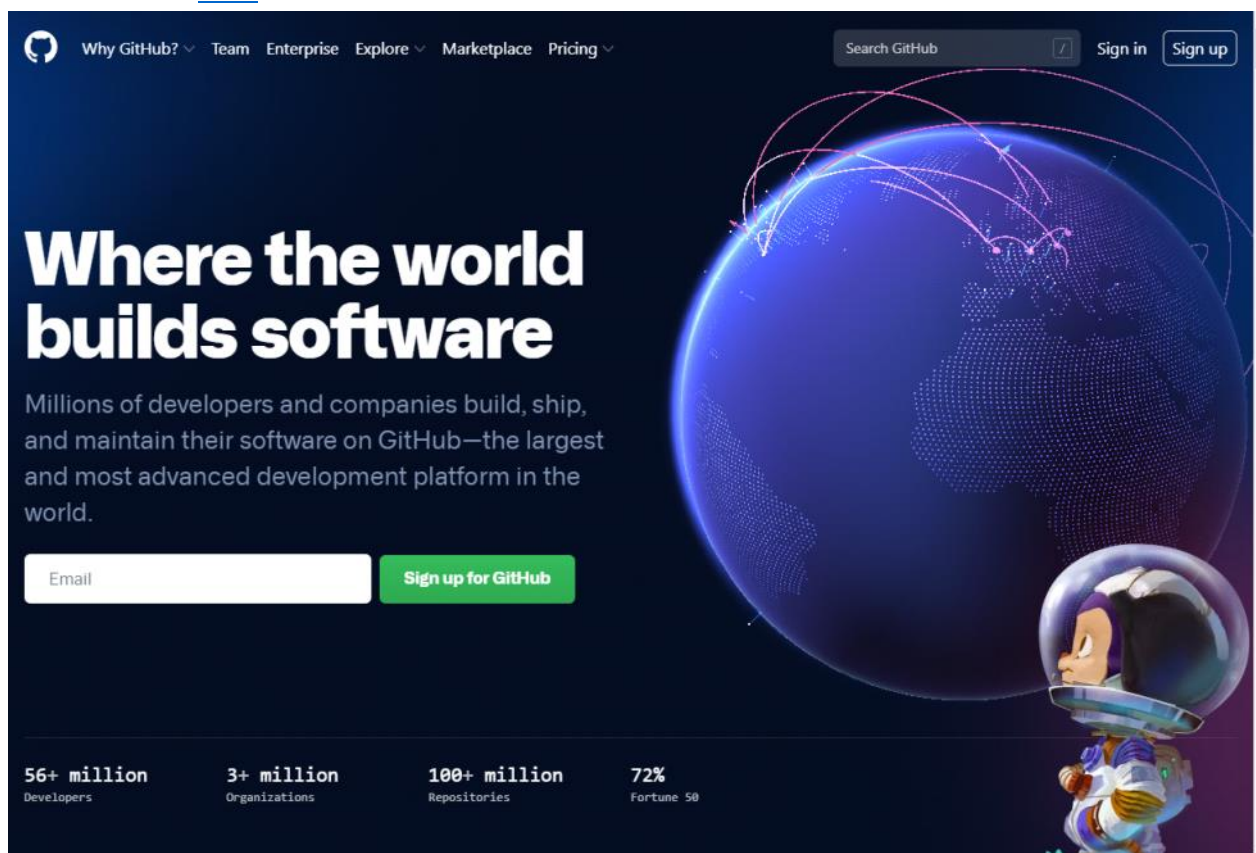 Why GitHub? Team Enterprise Explore Marketplace Pricing Search GitHub / Sign in Sign up
Where the world
builds software
Millions of developers and companies build, ship,
and maintain their software on GitHub—the largest
and most advanced development platform in the
world.
Email Sign up for GitHub
56+ million 3+ million 100+ million 72%
Developers Organizations Repositories Fortune 50